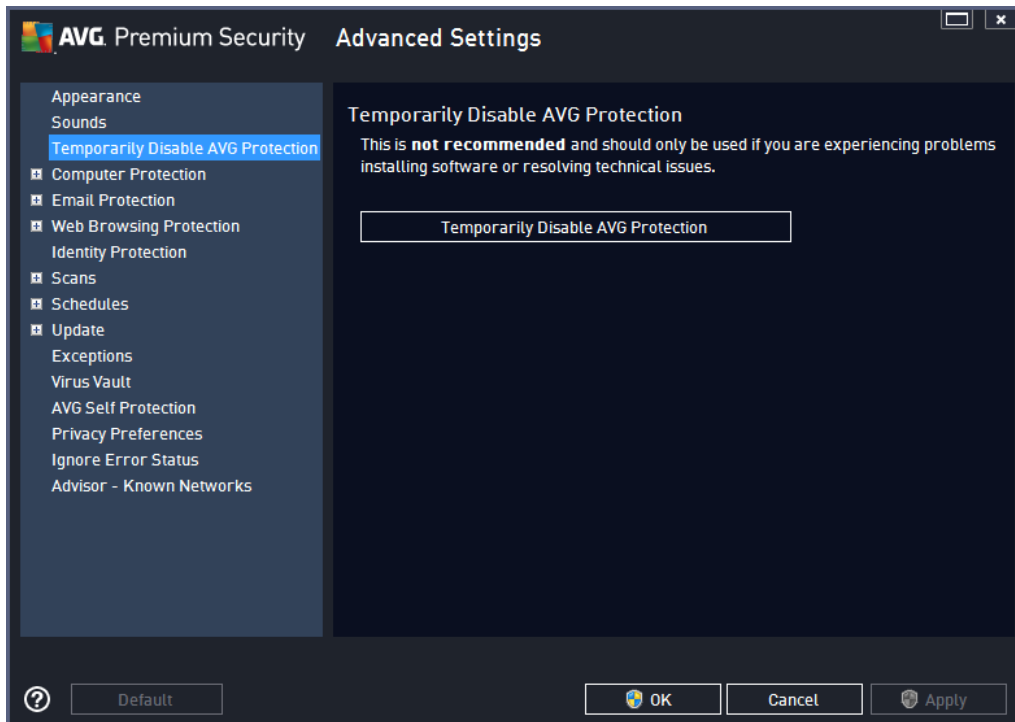 AVG. Premium Security
Advanced Settings
Appearance
Sounds
Temporarily Disable AVG Protection
Computer Protection
Email Protection
Web Browsing Protection
Identity Protection
Scans
Schedules
Update
Exceptions
Virus Vault
AVG Self Protection
Privacy Preferences
Ignore Error Status
Advisor - Known Networks
Temporarily Disable AVG Protection
This is not recommended and should only be used if you are experiencing problems
installing software or resolving technical issues.
Temporarily Disable AVG Protection
Default
OK
Cancel
Apply